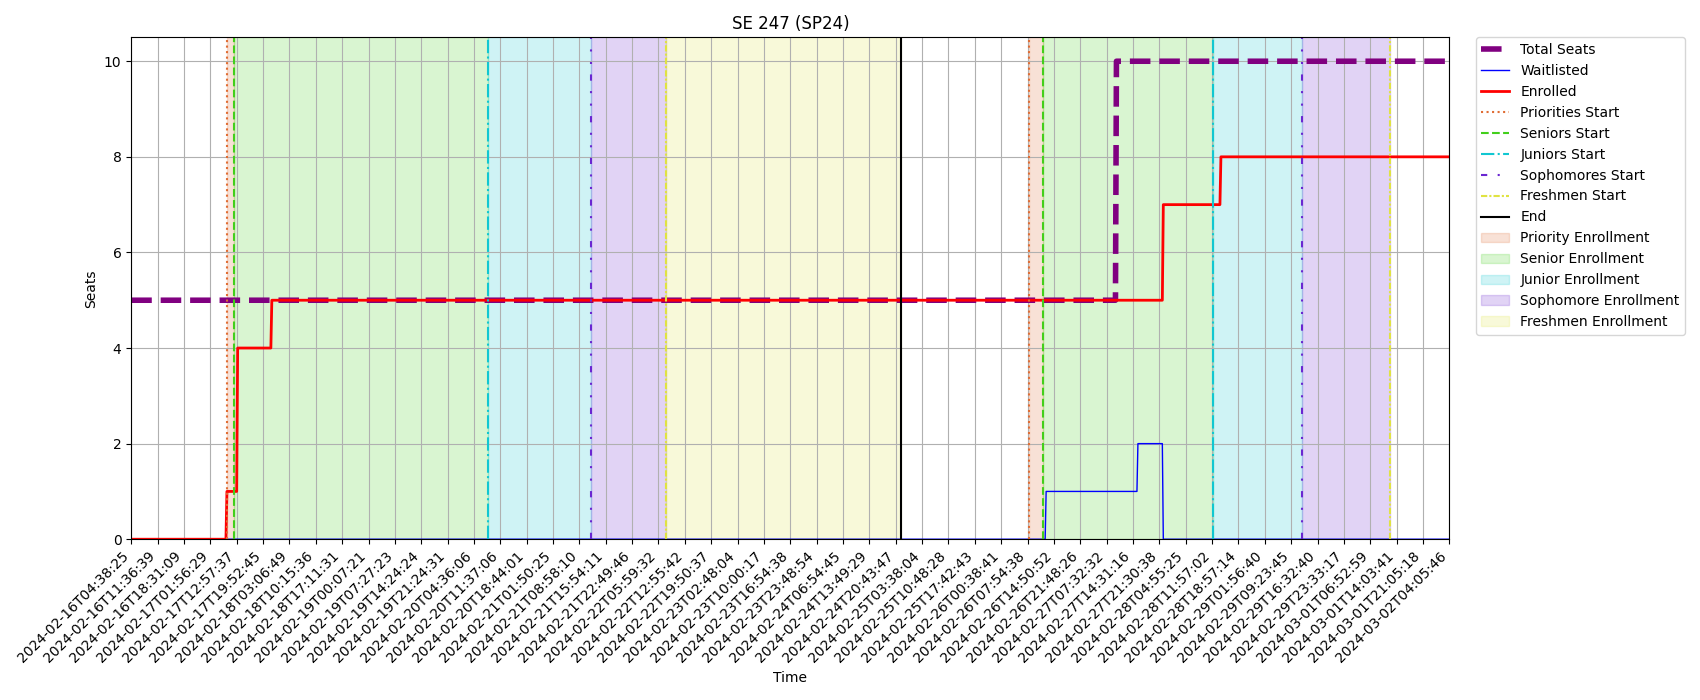 SE 247 (SP24)
Seats
10
8
6
4
2
0
2024-02-16T04:38:25
2024-02-16T11:36:39
2024-02-16T18:31:09
2024-02-17T01:56:29
2024-02-17T12:57:37
2024-02-17T19:52:45
2024-02-18T03:06:49
2024-02-18T10:15:36
2024-02-18T17:11:31
2024-02-19T00:07:21
2024-02-19T07:27:23
2024-02-19T14:24:24
2024-02-19T21:24:31
2024-02-20T04:36:06
2024-02-20T11:37:06
2024-02-20T18:44:01
2024-02-21T01:50:25
2024-02-21T08:58:10
2024-02-21T15:54:11
2024-02-21T22:49:46
2024-02-22T05:59:32
2024-02-22T12:55:42
2024-02-22T19:50:37
2024-02-23T02:48:04
2024-02-23T10:00:17
2024-02-23T16:54:38
2024-02-23T23:48:54
2024-02-24T06:54:45
2024-02-24T13:49:29
2024-02-24T20:43:47
2024-02-25T03:38:04
2024-02-25T10:48:28
2024-02-25T17:42:43
2024-02-26T00:38:41
2024-02-26T07:54:38
2024-02-26T14:50:52
2024-02-26T21:48:26
2024-02-27T07:32:32
2024-02-27T14:31:16
2024-02-27T21:30:38
2024-02-28T04:55:25
2024-02-28T11:57:02
2024-02-28T18:57:14
2024-02-29T01:56:40
2024-02-29T09:23:45
2024-02-29T16:32:40
2024-02-29T23:33:17
2024-03-01T06:52:59
2024-03-01T14:03:41
2024-03-01T21:05:18
2024-03-02T04:05:46
Time
Total Seats
Waitlisted
Enrolled
Priorities Start
Seniors Start
Juniors Start
Sophomores Start
Freshmen Start
End
Priority Enrollment
Senior Enrollment
Junior Enrollment
Sophomore Enrollment
Freshmen Enrollment